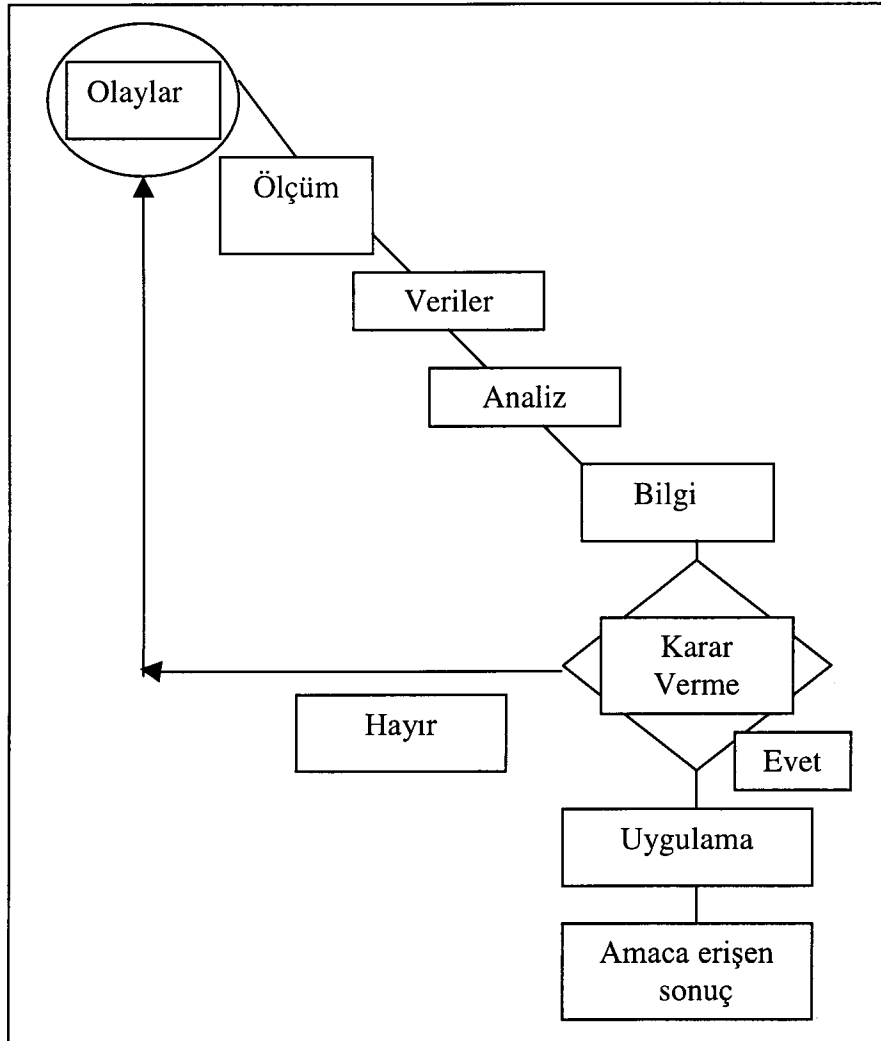 Olaylar
Ölçüm
Veriler
Analiz
Bilgi
Karar
Verme
Hayır
Evet
Uygulama
Amaca erişen
sonuç